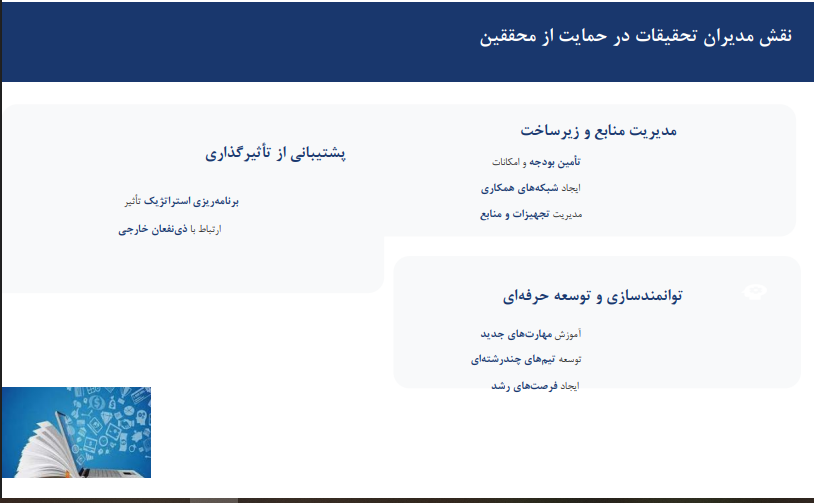 نقش مدیران تحقیقات در حمایت از محققین
مدیریت منابع و زیرساخت
تأمین بودجه و امکانات
ایجاد شبکه‌های همکاری
مدیریت تجهیزات و منابع
پشتیبانی از تأثیرگذاری
برنامه‌ریزی استراتژیک تأثیر
ارتباط با ذی‌نفعان خارجی
توانمندسازی و توسعه حرفه‌ای
آموزش مهارت‌های جدید
توسعه تیم‌های چندرشته‌ای
ایجاد فرصت‌های رشد